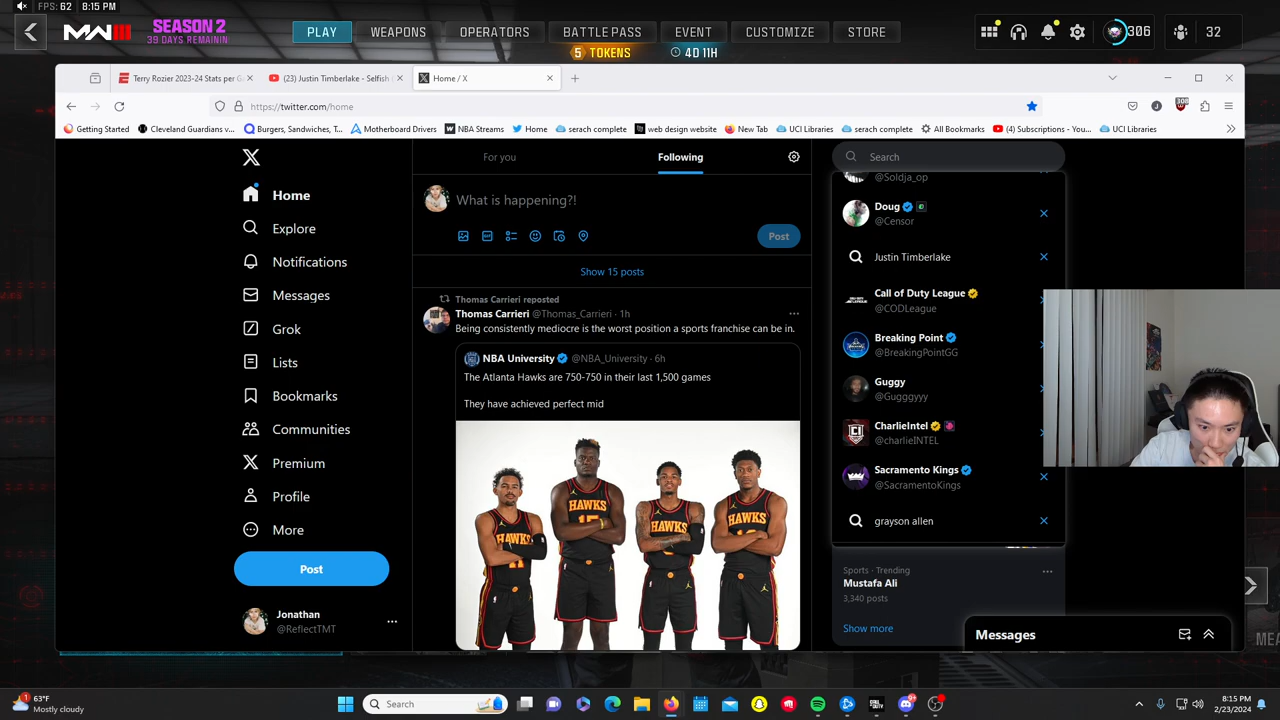 FPS: 62 8:15 PM
MWIII
SEASON 2
39 DAYS REMAININ
PLAY
WEAPONS
OPERATORS
BATTLE PASS
EVENT
CUSTOMIZE
STORE
306
32
5 TOKENS
4D 11H
Terry Rozier 2023-24 Stats per G
(23) Justin Timberlake - Selfish (
Home / X
https://twitter.com/home
308
Getting Started
Cleveland Guardians v...
Burgers, Sandwiches, T...
Motherboard Drivers
NBA Streams
Home
serach complete
web design website
New Tab
UCI Libraries
serach complete
All Bookmarks
(4) Subscriptions - You...
UCI Libraries
Home
Explore
Notifications
Messages
Grok
Lists
Bookmarks
Communities
Premium
Profile
More
Post
Jonathan
@ReflectTMT
For you
Following
What is happening?!
GIF
Post
Show 15 posts
Thomas Carrieri reposted
Thomas Carrieri @Thomas_Carrieri · 1h
Being consistently mediocre is the worst position a sports franchise can be in.
NBA University @NBA_University · 6h
The Atlanta Hawks are 750-750 in their last 1,500 games
They have achieved perfect mid
HAWKS
HAWKS
HAWKS
HAWKS
Search
@Soldja_op
Doug
@Censor
Justin Timberlake
Call of Duty League
@CODLeague
Breaking Point
@BreakingPointGG
Guggy
@Gugggyyy
CharlieIntel
@charlieINTEL
Sacramento Kings
@SacramentoKings
grayson allen
Sports · Trending
Mustafa Ali
3,340 posts
Show more
Messages
63°F
Mostly cloudy
Search
8:15 PM
2/23/2024